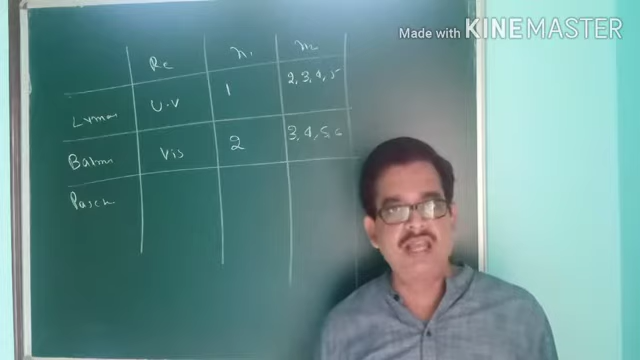 Made with KINEMASTER
Re n₁ n₂
Lyman U.V 1 2, 3, 4, 5
Balmer Vis 2 3, 4, 5, 6
Pasch